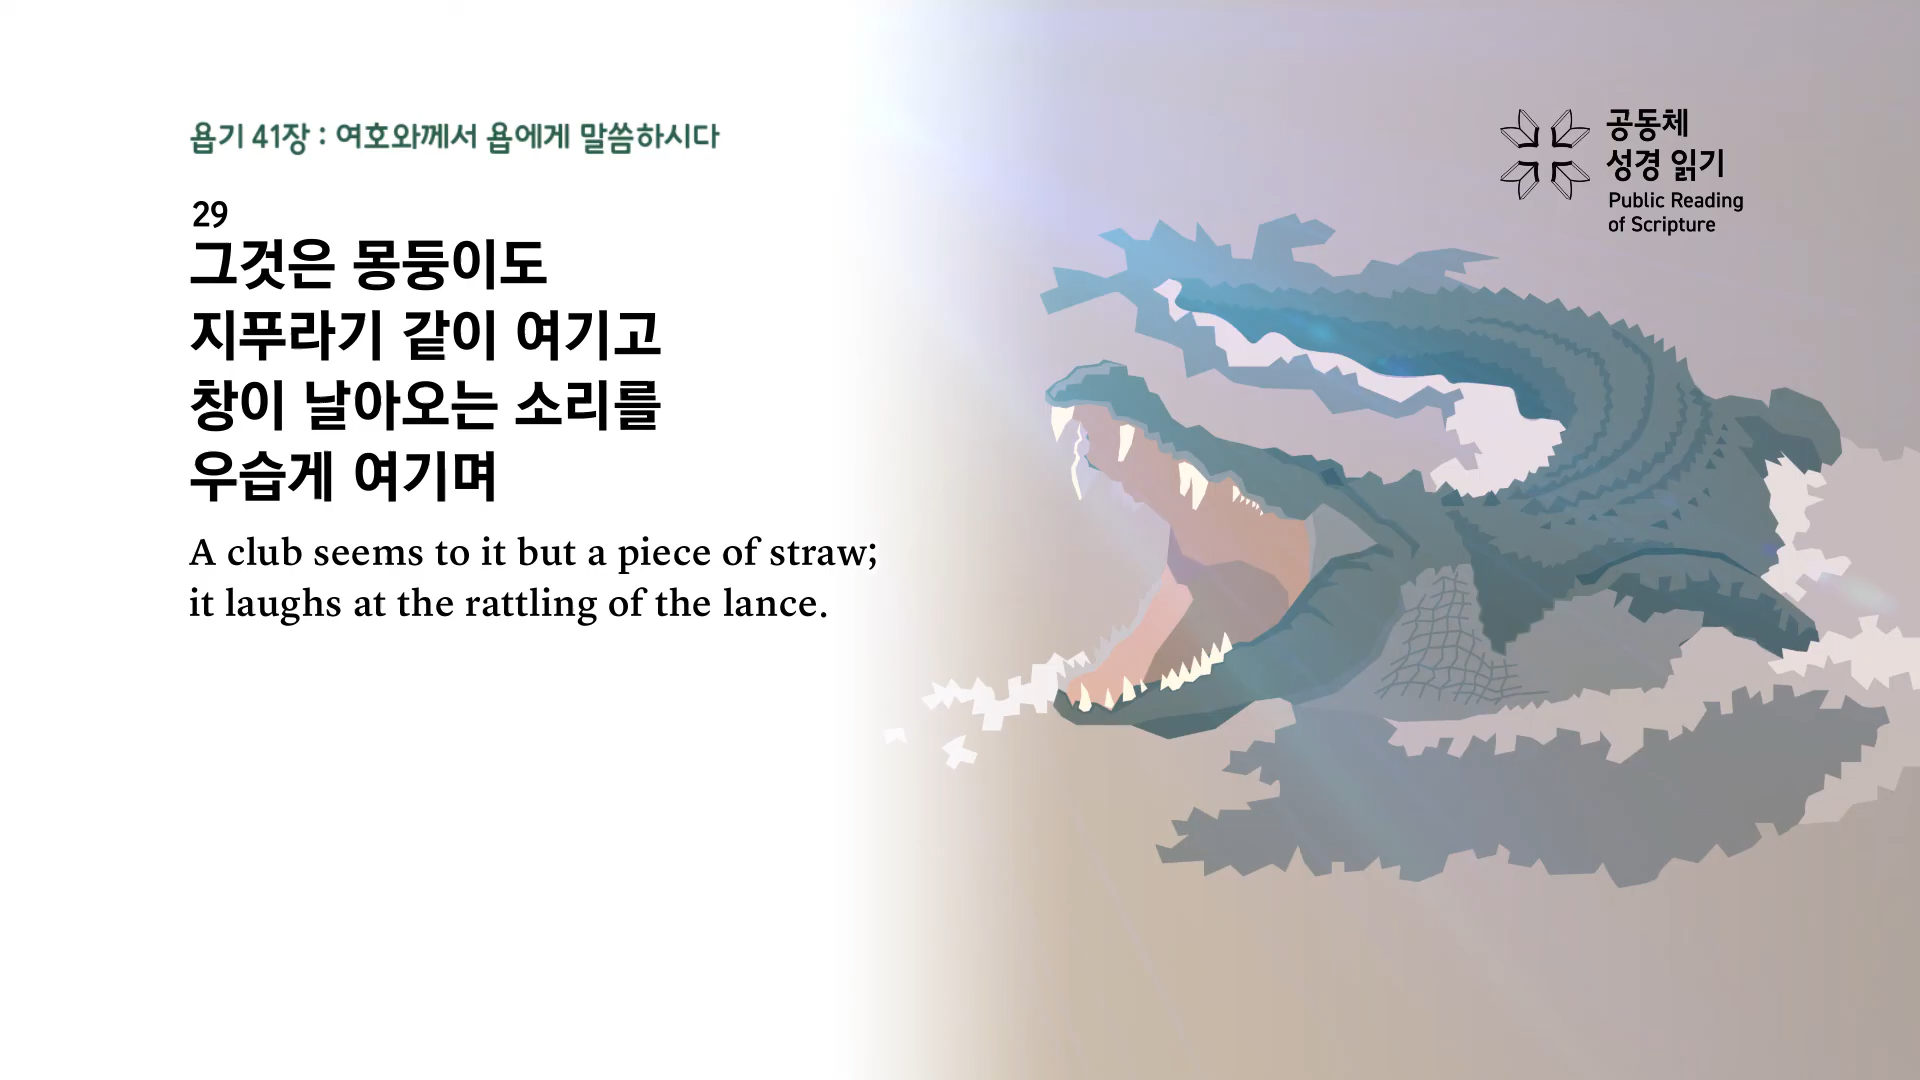 욥기 41장 : 여호와께서 욥에게 말씀하시다
29
그것은 몽둥이도
지푸라기 같이 여기고
창이 날아오는 소리를
우습게 여기며
A club seems to it but a piece of straw;
it laughs at the rattling of the lance.
공동체
성경 읽기
Public Reading
of Scripture